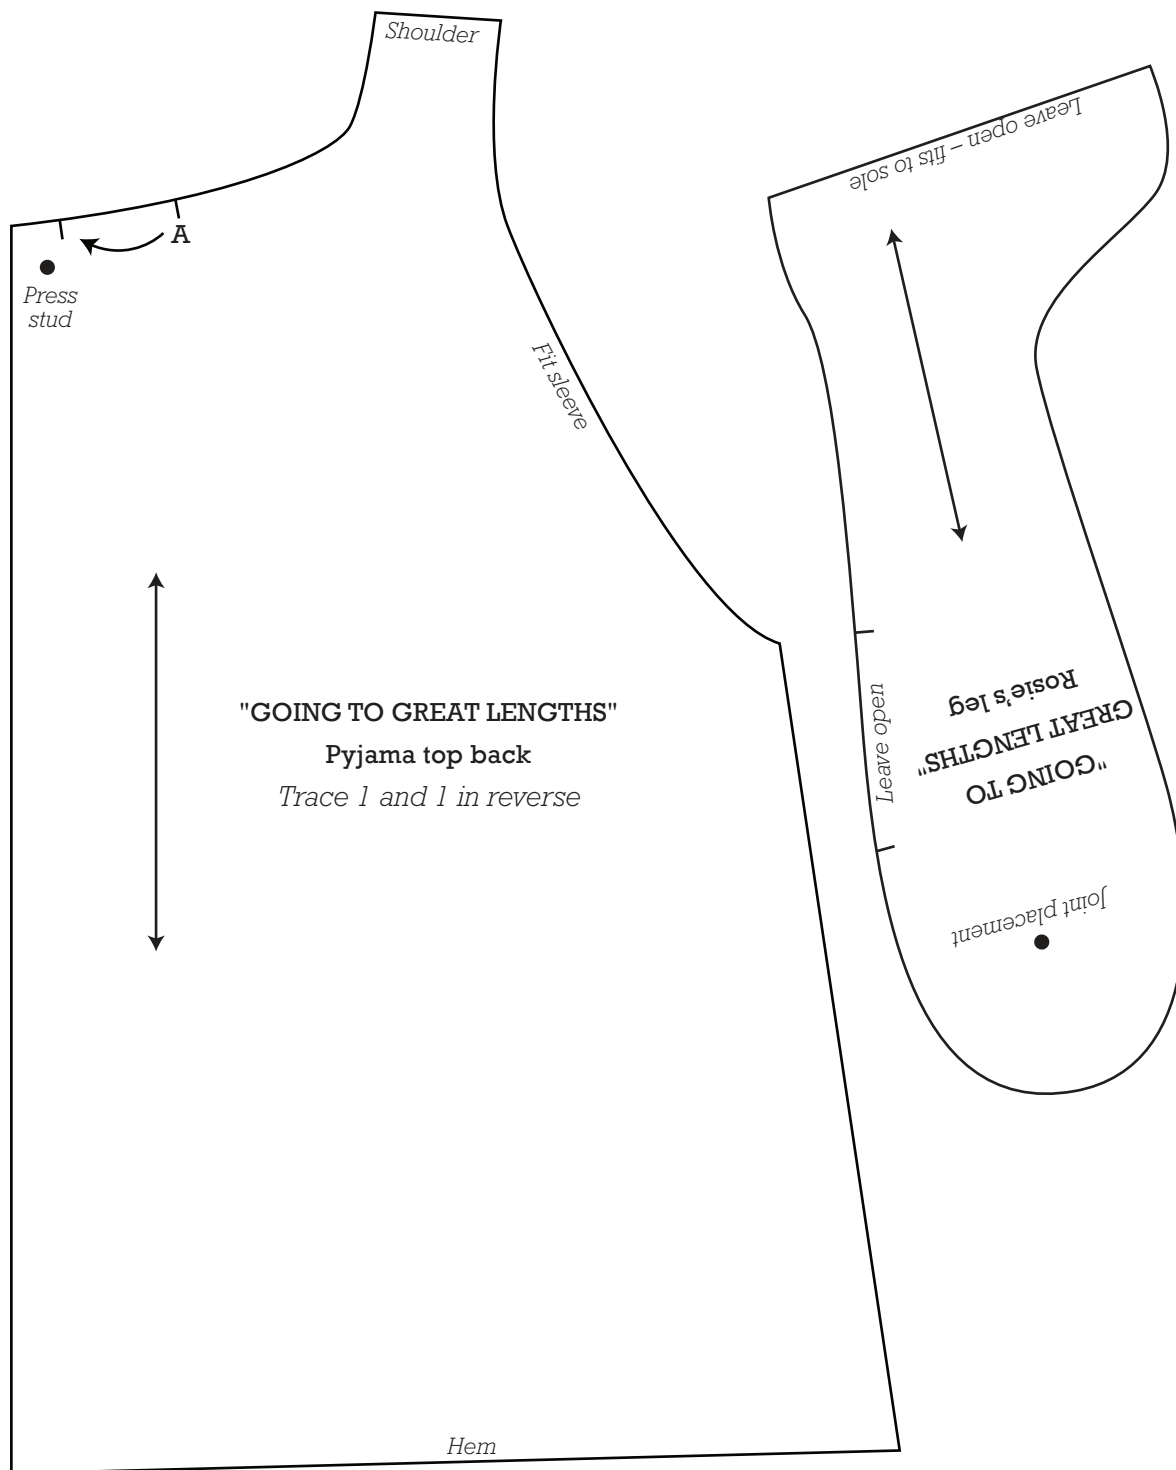 Shoulder
A
Press
stud
Fit sleeve
"GOING TO GREAT LENGTHS"
Pyjama top back
Trace 1 and 1 in reverse
Hem
Leave open – fits to sole
Leave open
"GOING TO
GREAT LENGTHS"
Rosie's leg
Joint placement